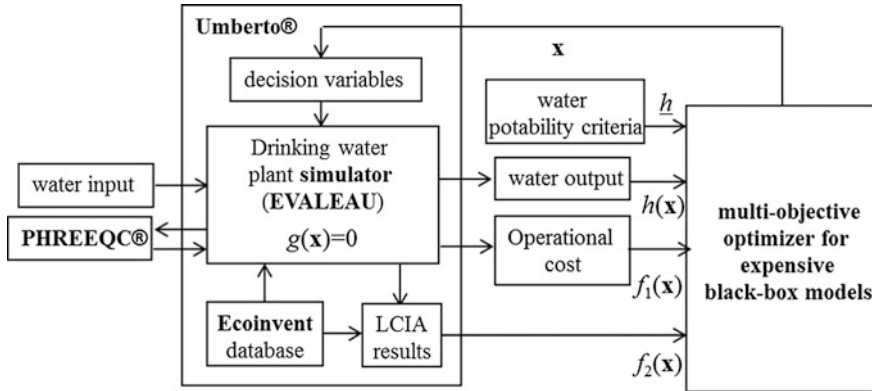 Umberto®
x
decision variables
water
potability criteria
h
Drinking water
plant simulator
(EVALEAU)
g(x)=0
water input
PHREEQC®
water output
h(x)
Operational
cost
f₁(x)
multi-objective
optimizer for
expensive
black-box models
Ecoinvent
database
LCIA
results
f₂(x)